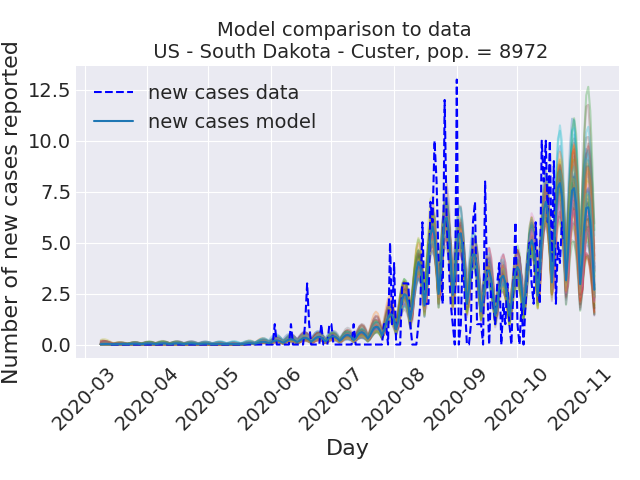 Model comparison to data
US - South Dakota - Custer, pop. = 8972
Number of new cases reported
12.5
10.0
7.5
5.0
2.5
0.0
new cases data
new cases model
2020-03
2020-04
2020-05
2020-06
2020-07
2020-08
2020-09
2020-10
2020-11
Day